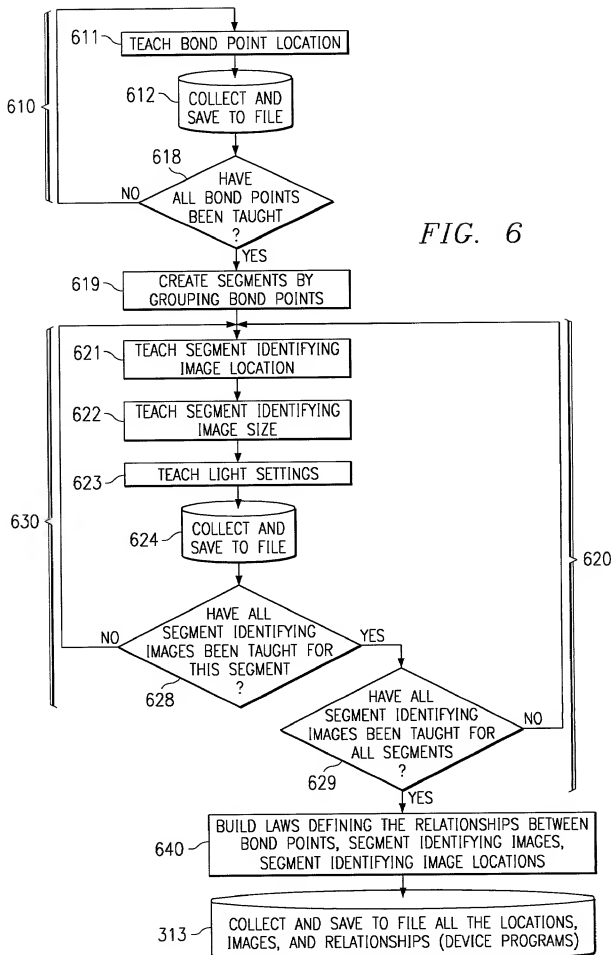 611
TEACH BOND POINT LOCATION
612
COLLECT AND
SAVE TO FILE
610
618
NO
HAVE
ALL BOND POINTS
BEEN TAUGHT
?
FIG. 6
YES
619
CREATE SEGMENTS BY
GROUPING BOND POINTS
621
TEACH SEGMENT IDENTIFYING
IMAGE LOCATION
622
TEACH SEGMENT IDENTIFYING
IMAGE SIZE
623
TEACH LIGHT SETTINGS
630
624
COLLECT AND
SAVE TO FILE
620
NO
HAVE ALL
SEGMENT IDENTIFYING
IMAGES BEEN TAUGHT FOR
THIS SEGMENT
?
YES
628
HAVE ALL
SEGMENT IDENTIFYING
IMAGES BEEN TAUGHT FOR
ALL SEGMENTS
?
NO
629
YES
640
BUILD LAWS DEFINING THE RELATIONSHIPS BETWEEN
BOND POINTS, SEGMENT IDENTIFYING IMAGES,
SEGMENT IDENTIFYING IMAGE LOCATIONS
313
COLLECT AND SAVE TO FILE ALL THE LOCATIONS,
IMAGES, AND RELATIONSHIPS (DEVICE PROGRAMS)